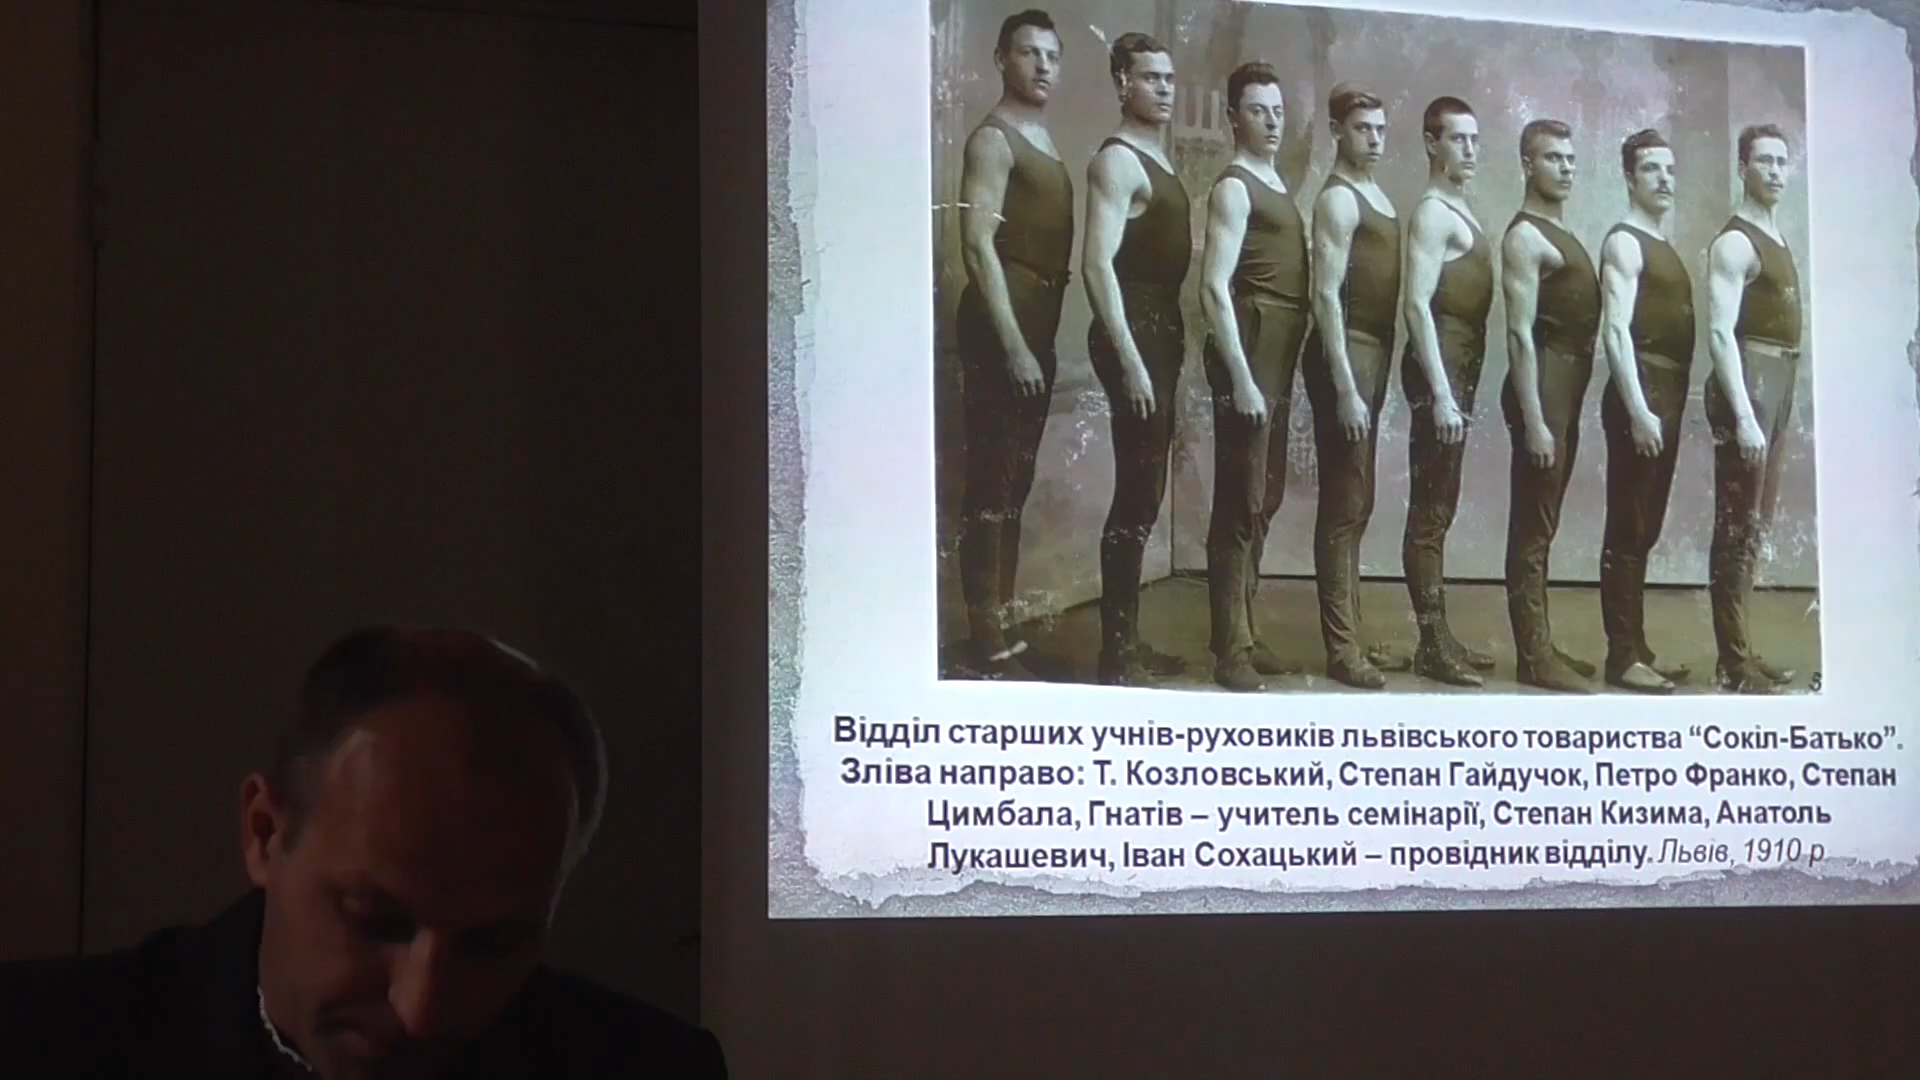 Відділ старших учнів-руховиків львівського товариства “Сокіл-Батько”.
Зліва направо: Т. Козловський, Степан Гайдучок, Петро Франко, Степан
Цимбала, Гнатів – учитель семінарії, Степан Кизима, Анатоль
Лукашевич, Іван Сохацький – провідник відділу. Львів, 1910 р